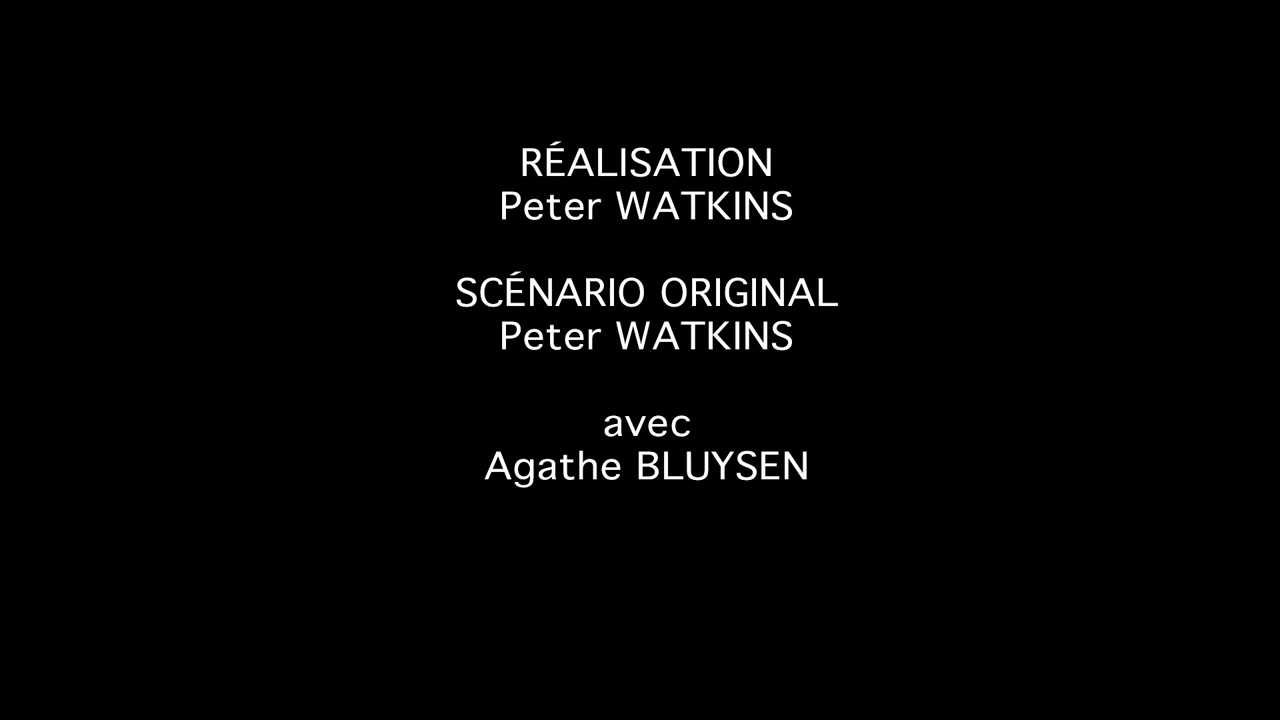 RÉALISATION
Peter WATKINS
SCÉNARIO ORIGINAL
Peter WATKINS
avec
Agathe BLUYSEN